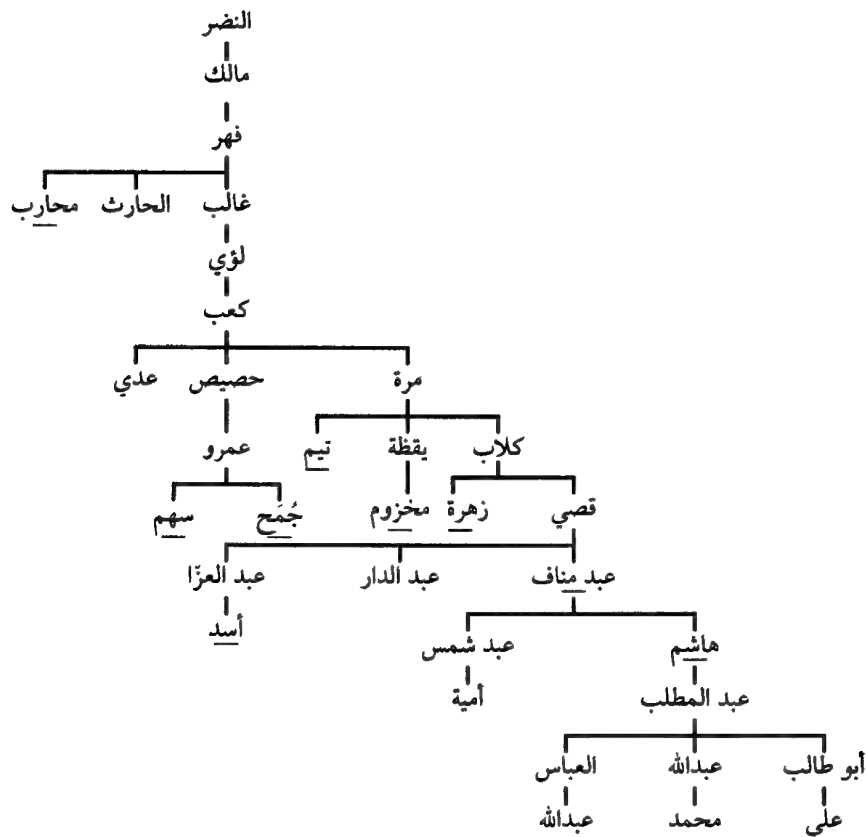 النضر
مالك
فهر
غالب الحارث محارب
لؤي
كعب
مرة حصيص عدي
كلاب يقظة تيم عمرو
قصي زهرة مخزوم جُمَح سهم
عبد مناف عبد الدار عبد العزّا
هاشم عبد شمس أسد
عبد المطلب أمية
أبو طالب عبدالله العباس
علي محمد عبدالله